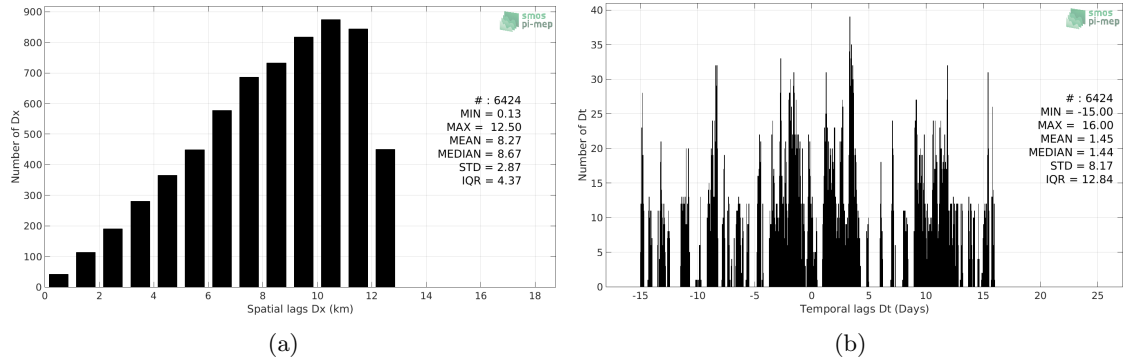 900
800
700
600
500
400
300
200
100
0
Number of Dx
0 2 4 6 8 10 12 14 16 18
Spatial lags Dx (km)
smos
pi-mep
# : 6424
MIN = 0.13
MAX = 12.50
MEAN = 8.27
MEDIAN = 8.67
STD = 2.87
IQR = 4.37
(a)
40
35
30
25
20
15
10
5
0
Number of Dt
-15 -10 -5 0 5 10 15 20 25
Temporal lags Dt (Days)
smos
pi-mep
# : 6424
MIN = -15.00
MAX = 16.00
MEAN = 1.45
MEDIAN = 1.44
STD = 8.17
IQR = 12.84
(b)